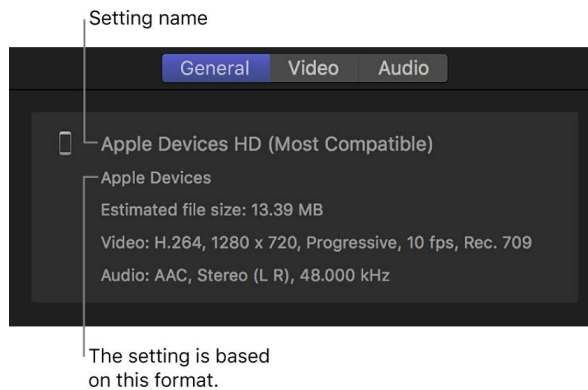 Setting name
General Video Audio
Apple Devices HD (Most Compatible)
Apple Devices
Estimated file size: 13.39 MB
Video: H.264, 1280 x 720, Progressive, 10 fps, Rec. 709
Audio: AAC, Stereo (L R), 48.000 kHz
The setting is based
on this format.